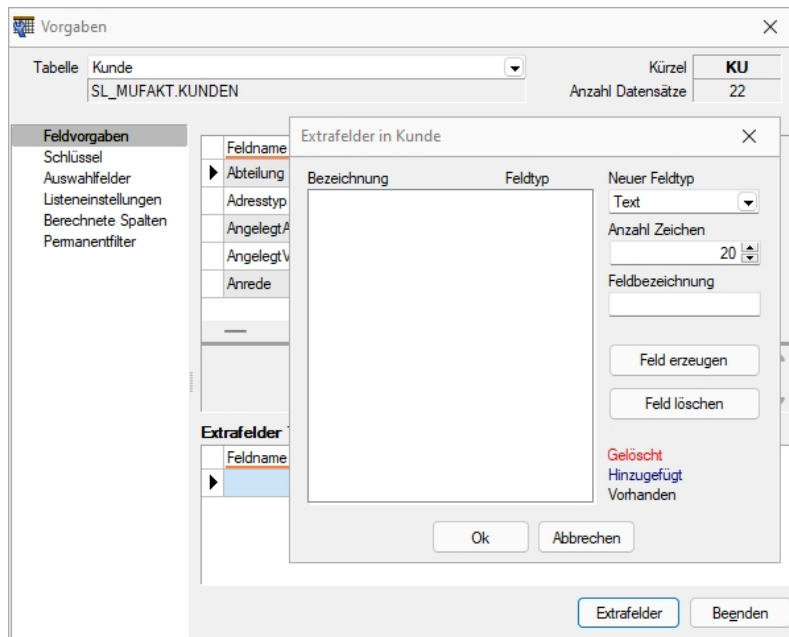 Vorgaben
Tabelle Kunde
SL_MUFAKT.KUNDEN
Kürzel KU
Anzahl Datensätze 22
Feldvorgaben
Schlüssel
Auswahlfelder
Listeneinstellungen
Berechnete Spalten
Permanentfilter
Feldname
Abteilung
Adresstyp
AngelegtA
AngelegtV
Anrede
Extrafelder
Feldname
Extrafelder in Kunde
Bezeichnung Feldtyp
Neuer Feldtyp
Text
Anzahl Zeichen
20
Feldbezeichnung
Feld erzeugen
Feld löschen
Gelöscht
Hinzugefügt
Vorhanden
Ok Abbrechen
Extrafelder Beenden